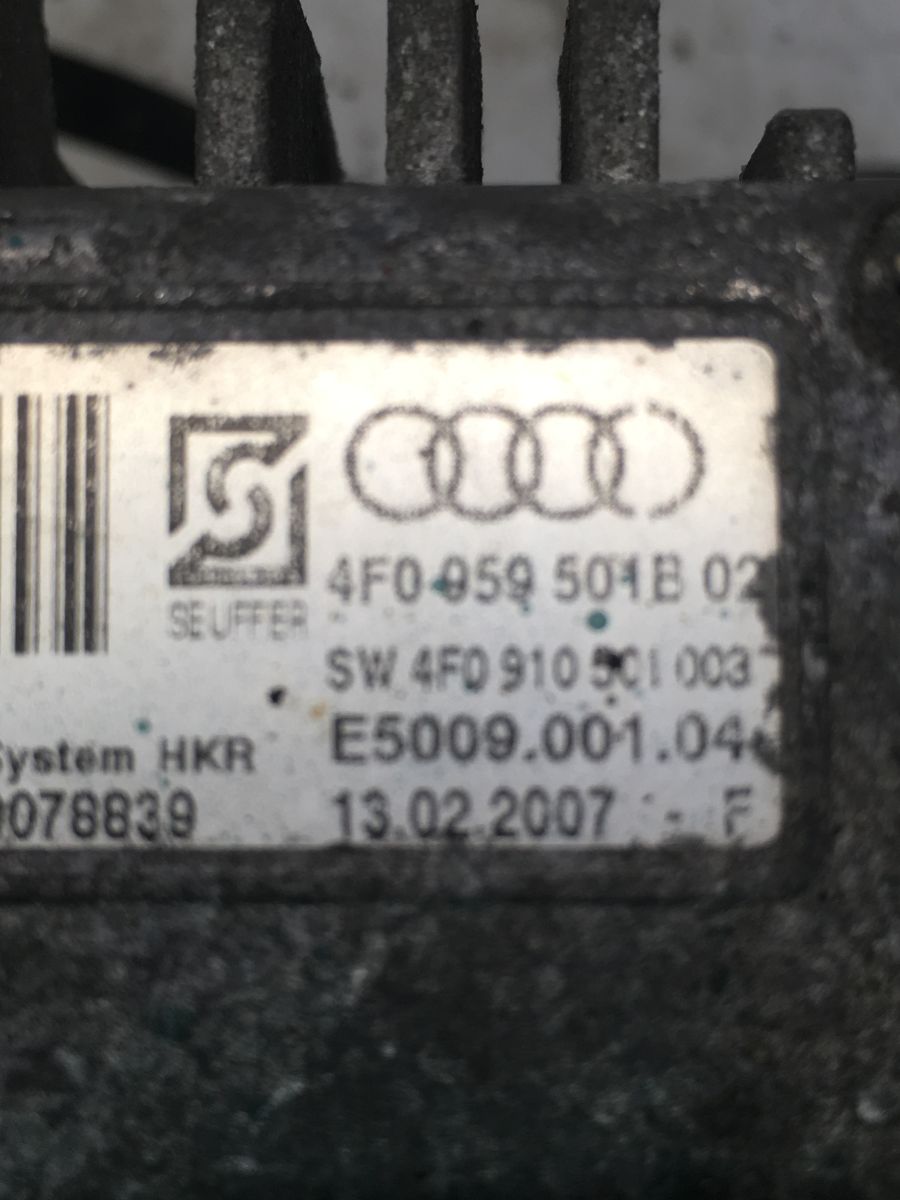 SEUFFER
4F0 959 501B 02
SW 4F0 910 501 003
System HKR
E5009.001.04
078839
13.02.2007 - F